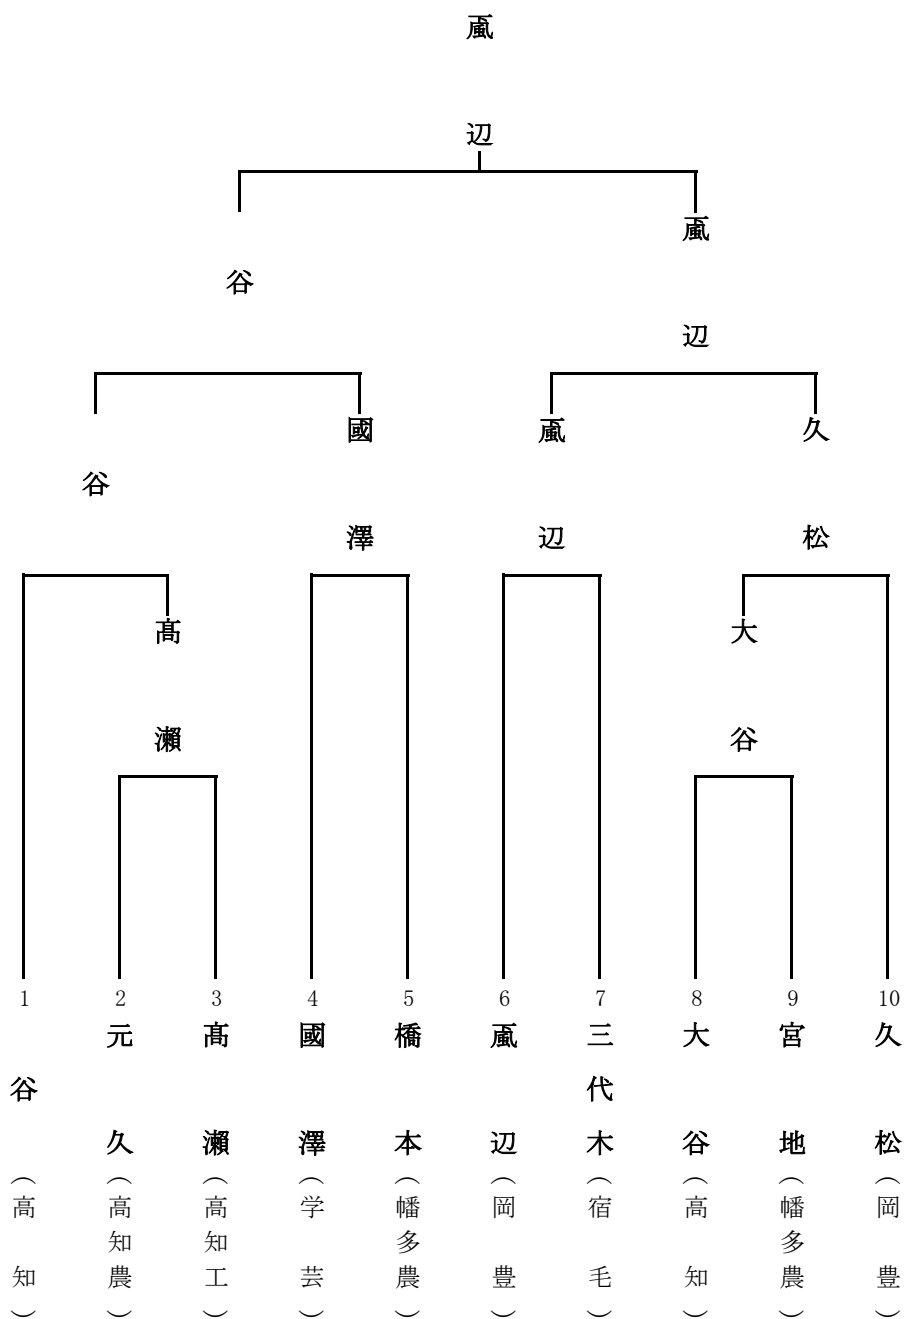 颪辺
谷
颪辺
谷
國澤
颪辺
久松
髙瀬
大谷
1 谷 (高知)
2 元久 (高知農)
3 髙瀬 (高知工)
4 國澤 (学芸)
5 橋本 (幡多農)
6 颪辺 (岡豊)
7 三代木 (宿毛)
8 大谷 (高知)
9 宮地 (幡多農)
10 久松 (岡豊)